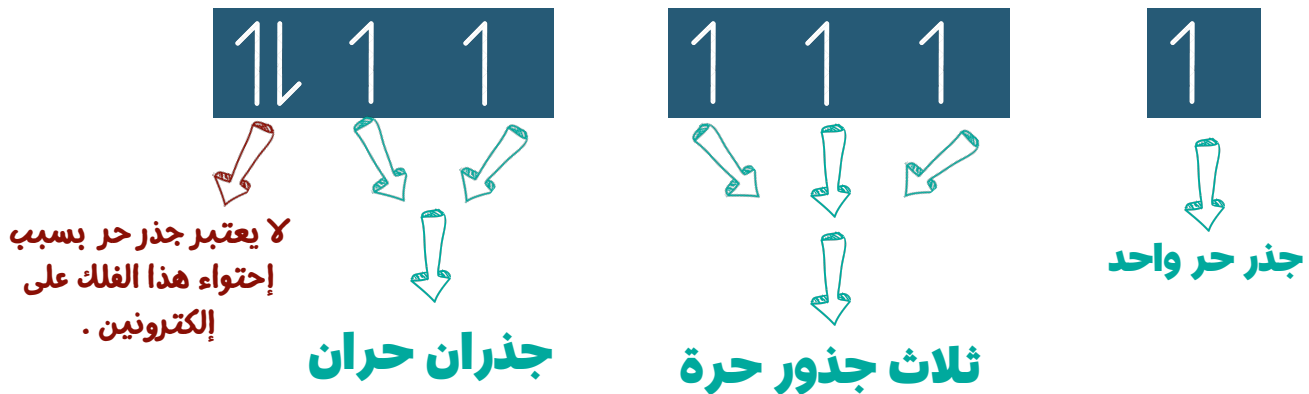 جذر حر واحد
ثلاث جذور حرة
جذران حران
لا يعتبر جذر حر بسبب
إحتواء هذا الفلك على
إلكترونين .